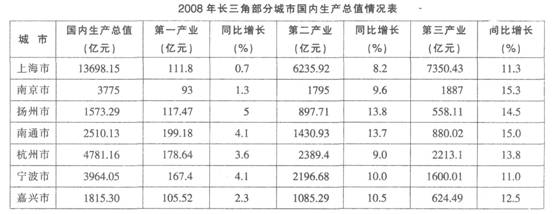 2008 年长三角部分城市国内生产总值情况表
城 市 国内生产总值（亿元） 第一产业（亿元） 同比增长（%） 第二产业（亿元） 同比增长（%） 第三产业（亿元） 同比增长（%）
上海市 13698.15 111.8 0.7 6235.92 8.2 7350.43 11.3
南京市 3775 93 1.3 1795 9.6 1887 15.3
扬州市 1573.29 117.47 5 897.71 13.8 558.11 14.5
南通市 2510.13 199.18 4.1 1430.93 13.7 880.02 15.0
杭州市 4781.16 178.64 3.6 2389.4 9.0 2213.1 13.8
宁波市 3964.05 167.4 4.1 2196.68 10.0 1600.01 11.0
嘉兴市 1815.30 105.52 2.3 1085.29 10.5 624.49 12.5